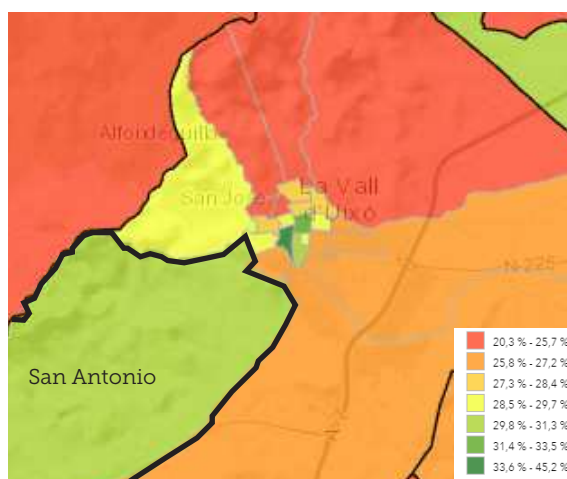 Alfondeguilla
San José
La Vall
d'Uixó
N-225
San Antonio
20,3 % - 25,7 %
25,8 % - 27,2 %
27,3 % - 28,4 %
28,5 % - 29,7 %
29,8 % - 31,3 %
31,4 % - 33,5 %
33,6 % - 45,2 %